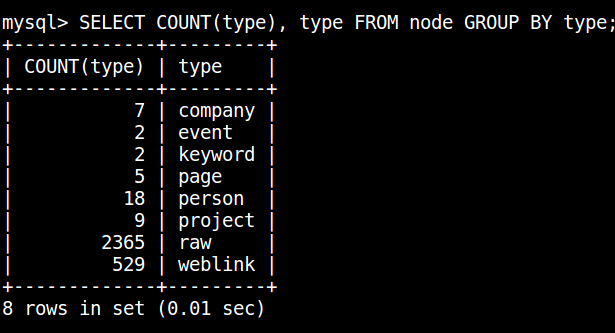 mysql> SELECT COUNT(type), type FROM node GROUP BY type;
+-------------+---------+
| COUNT(type) | type    |
+-------------+---------+
|           7 | company |
|           2 | event   |
|           2 | keyword |
|           5 | page    |
|          18 | person  |
|           9 | project |
|        2365 | raw     |
|         529 | weblink |
+-------------+---------+
8 rows in set (0.01 sec)